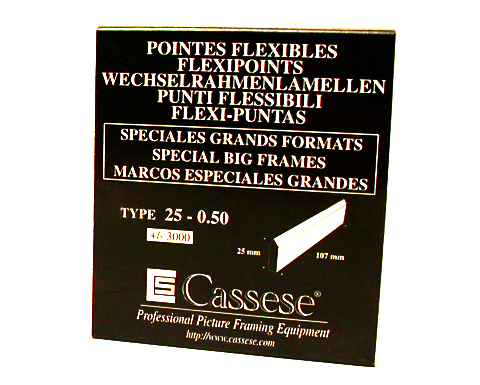 POINTES FLEXIBLES
FLEXIPOINTS
WECHSELRAHMENLAMELLEN
PUNTI FLESSIBILI
FLEXI-PUNTAS
SPECIALES GRANDS FORMATS
SPECIAL BIG FRAMES
MARCOS ESPECIALES GRANDES
TYPE 25 - 0.50
+/- 3000
25 mm
107 mm
Cassese®
Professional Picture Framing Equipment
http://www.cassese.com